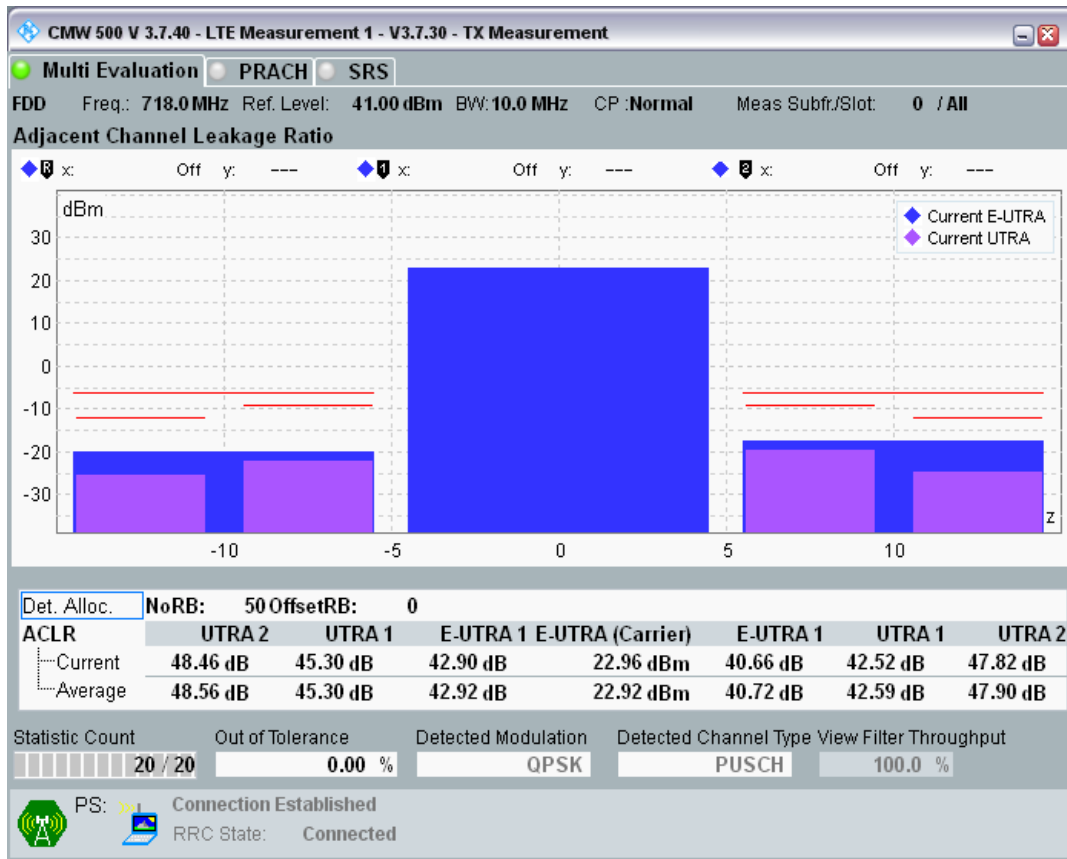 CMW 500 V 3.7.40 - LTE Measurement 1 - V3.7.30 - TX Measurement
Multi Evaluation PRACH SRS
FDD Freq.: 718.0 MHz Ref. Level: 41.00 dBm BW: 10.0 MHz CP :Normal Meas Subfr./Slot: 0 / All
Adjacent Channel Leakage Ratio
R x: Off y: --- 1 x: Off y: --- 2 x: Off y: ---
dBm
Current E-UTRA
Current UTRA
30
20
10
0
-10
-20
-30
z
-10 -5 0 5 10
Det. Alloc. NoRB: 50 OffsetRB: 0
ACLR UTRA 2 UTRA 1 E-UTRA 1 E-UTRA (Carrier) E-UTRA 1 UTRA 1 UTRA 2
Current 48.46 dB 45.30 dB 42.90 dB 22.96 dBm 40.66 dB 42.52 dB 47.82 dB
Average 48.56 dB 45.30 dB 42.92 dB 22.92 dBm 40.72 dB 42.59 dB 47.90 dB
Statistic Count Out of Tolerance Detected Modulation Detected Channel Type View Filter Throughput
20 / 20 0.00 % QPSK PUSCH 100.0 %
PS: Connection Established
RRC State: Connected